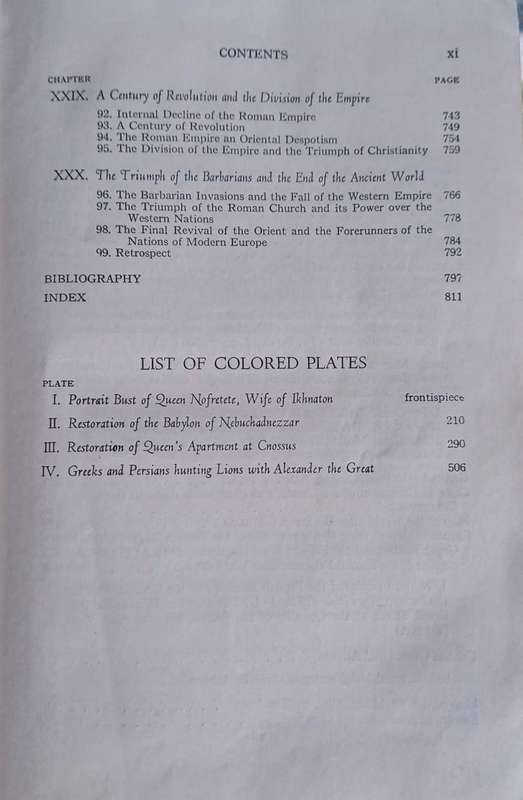 CONTENTS xi
CHAPTER PAGE
XXIX. A Century of Revolution and the Division of the Empire
92. Internal Decline of the Roman Empire 743
93. A Century of Revolution 749
94. The Roman Empire an Oriental Despotism 754
95. The Division of the Empire and the Triumph of Christianity 759
XXX. The Triumph of the Barbarians and the End of the Ancient World
96. The Barbarian Invasions and the Fall of the Western Empire 766
97. The Triumph of the Roman Church and its Power over the
Western Nations 778
98. The Final Revival of the Orient and the Forerunners of the
Nations of Modern Europe 784
99. Retrospect 792
BIBLIOGRAPHY 797
INDEX 811
LIST OF COLORED PLATES
PLATE
I. Portrait Bust of Queen Nofretete, Wife of Ikhnaton frontispiece
II. Restoration of the Babylon of Nebuchadnezzar 210
III. Restoration of Queen's Apartment at Cnossus 290
IV. Greeks and Persians hunting Lions with Alexander the Great 506